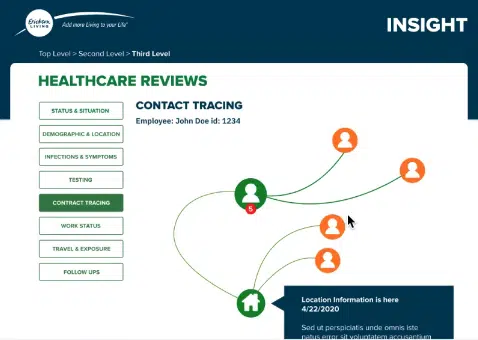 Erickson
LIVING
Add more Living to your Life®
INSIGHT
Top Level > Second Level > Third Level
HEALTHCARE REVIEWS
STATUS & SITUATION
DEMOGRAPHIC & LOCATION
INFECTIONS & SYMPTOMS
TESTING
CONTRACT TRACING
WORK STATUS
TRAVEL & EXPOSURE
FOLLOW UPS
CONTACT TRACING
Employee: John Doe id: 1234
5
Location Information is here
4/22/2020
Sed ut perspiciatis unde omnis iste
natus error sit voluptatem accusantium